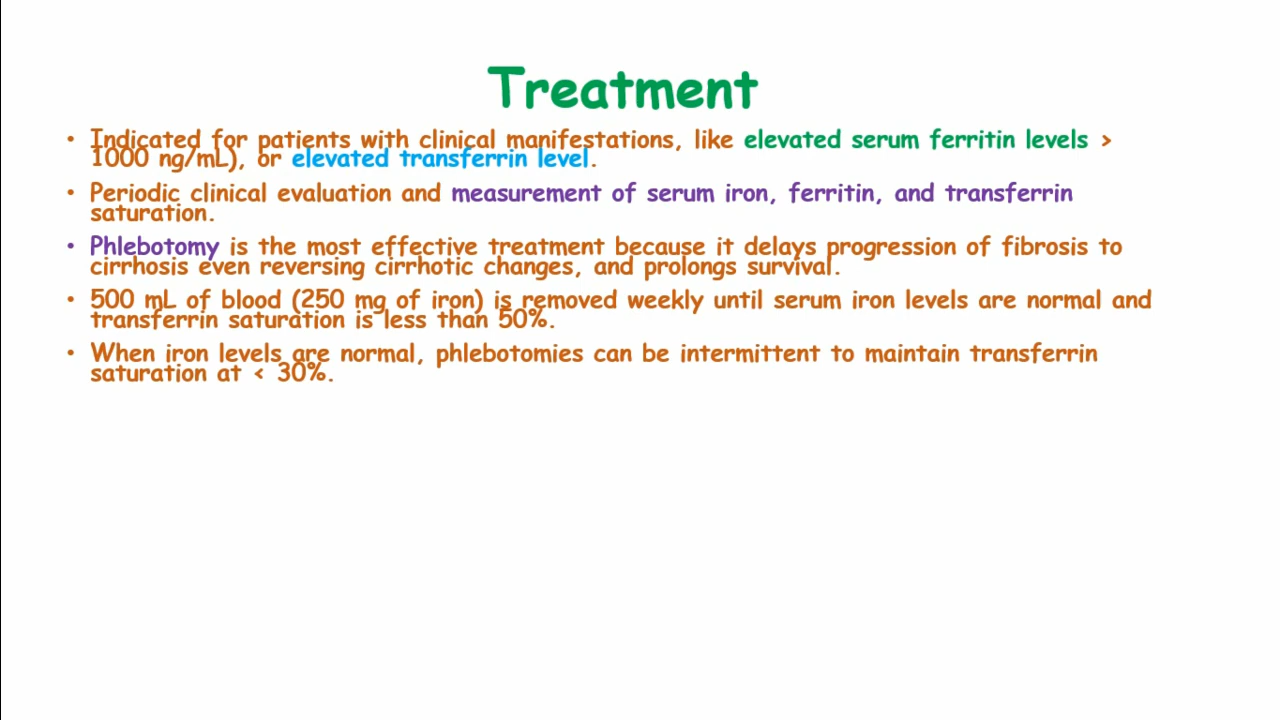 Treatment
• Indicated for patients with clinical manifestations, like elevated serum ferritin levels >
1000 ng/mL), or elevated transferrin level.
• Periodic clinical evaluation and measurement of serum iron, ferritin, and transferrin
saturation.
• Phlebotomy is the most effective treatment because it delays progression of fibrosis to
cirrhosis even reversing cirrhotic changes, and prolongs survival.
• 500 mL of blood (250 mg of iron) is removed weekly until serum iron levels are normal and
transferrin saturation is less than 50%.
• When iron levels are normal, phlebotomies can be intermittent to maintain transferrin
saturation at < 30%.